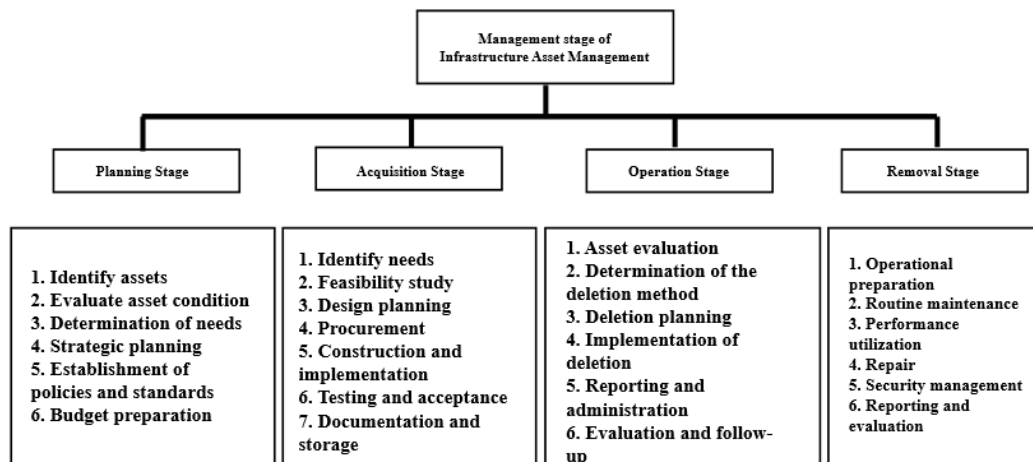 Management stage of
Infrastructure Asset Management
Planning Stage
Acquisition Stage
Operation Stage
Removal Stage
1. Identify assets
2. Evaluate asset condition
3. Determination of needs
4. Strategic planning
5. Establishment of
policies and standards
6. Budget preparation
1. Identify needs
2. Feasibility study
3. Design planning
4. Procurement
5. Construction and
implementation
6. Testing and acceptance
7. Documentation and
storage
1. Asset evaluation
2. Determination of the
deletion method
3. Deletion planning
4. Implementation of
deletion
5. Reporting and
administration
6. Evaluation and follow-
up
1. Operational
preparation
2. Routine maintenance
3. Performance
utilization
4. Repair
5. Security management
6. Reporting and
evaluation